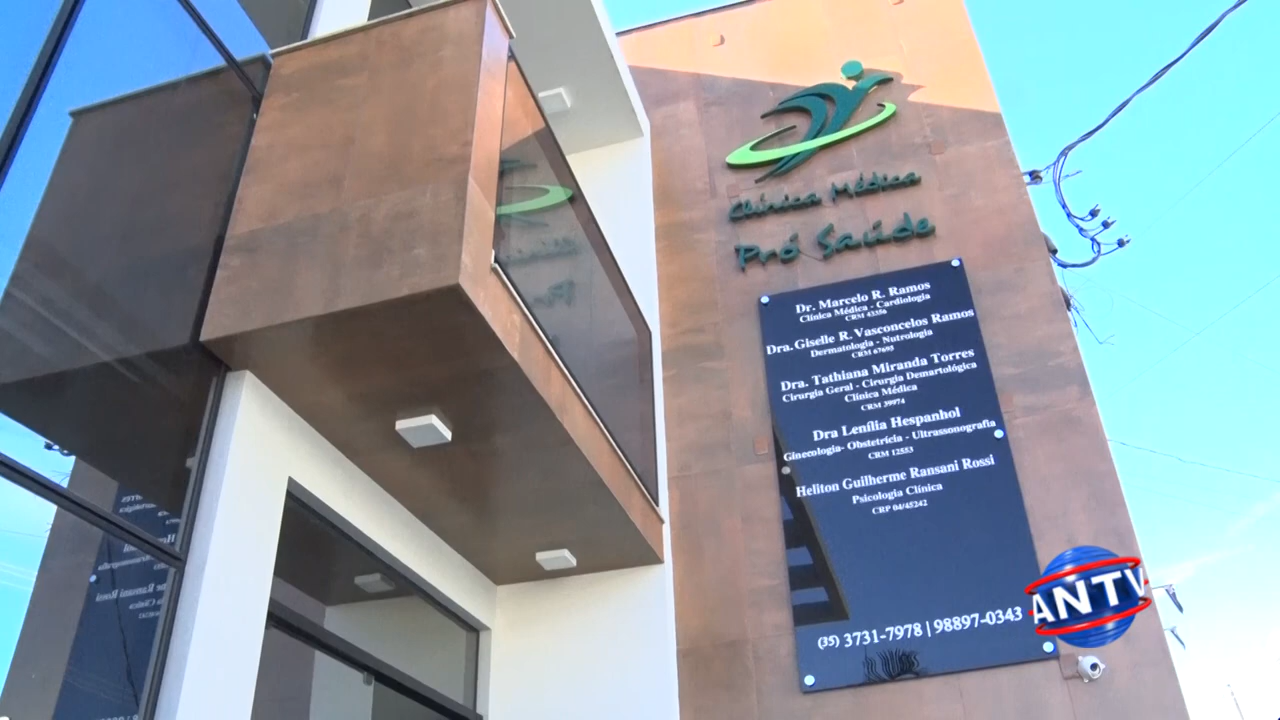 Clínica Médica
Pró Saúde
Dr. Marcelo R. Ramos
Clínica Médica - Cardiologia
CRM 43356
Dra. Giselle R. Vasconcelos Ramos
Dermatologia - Nutrologia
CRM 67695
Dra. Tathiana Miranda Torres
Cirurgia Geral - Cirurgia Demartológica
Clínica Médica
CRM 39974
Dra Lenília Hespanhol
Ginecologia- Obstetrícia - Ultrassonografia
CRM 12553
Heliton Guilherme Ransani Rossi
Psicologia Clínica
CRP 04/45242
(35) 3731-7978 | 98897-0343
ANTV